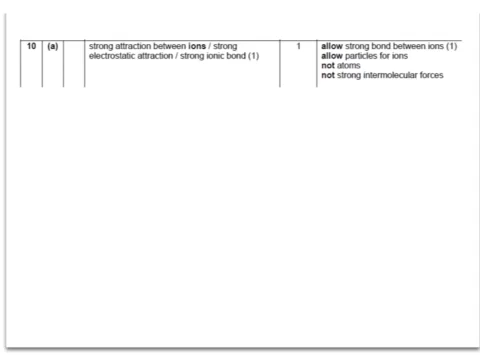 10 (a) strong attraction between ions / strong 1 allow strong bond between ions (1)
electrostatic attraction / strong ionic bond (1) allow particles for ions
not atoms
not strong intermolecular forces